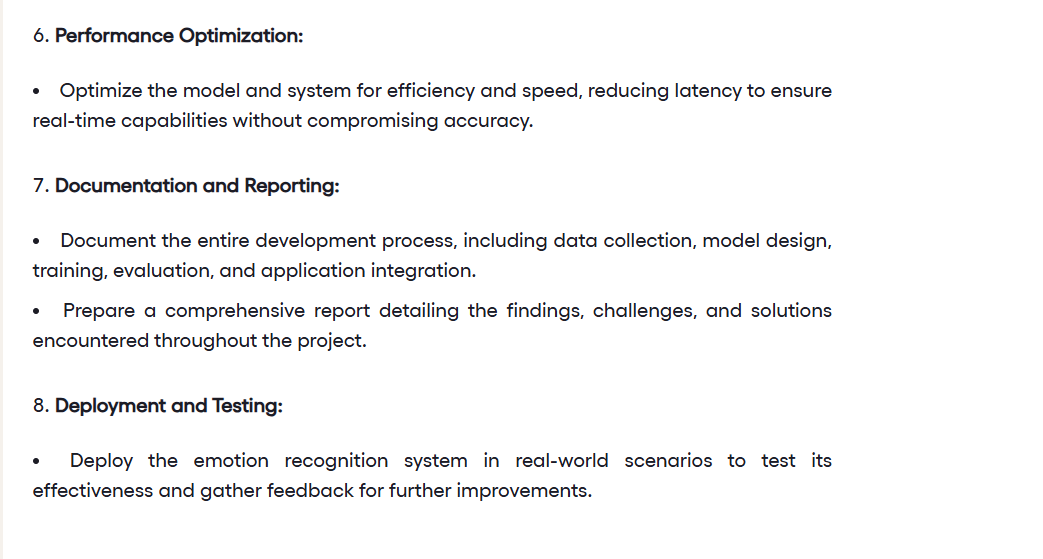 6. Performance Optimization:
• Optimize the model and system for efficiency and speed, reducing latency to ensure
real-time capabilities without compromising accuracy.
7. Documentation and Reporting:
• Document the entire development process, including data collection, model design,
training, evaluation, and application integration.
• Prepare a comprehensive report detailing the findings, challenges, and solutions
encountered throughout the project.
8. Deployment and Testing:
• Deploy the emotion recognition system in real-world scenarios to test its
effectiveness and gather feedback for further improvements.